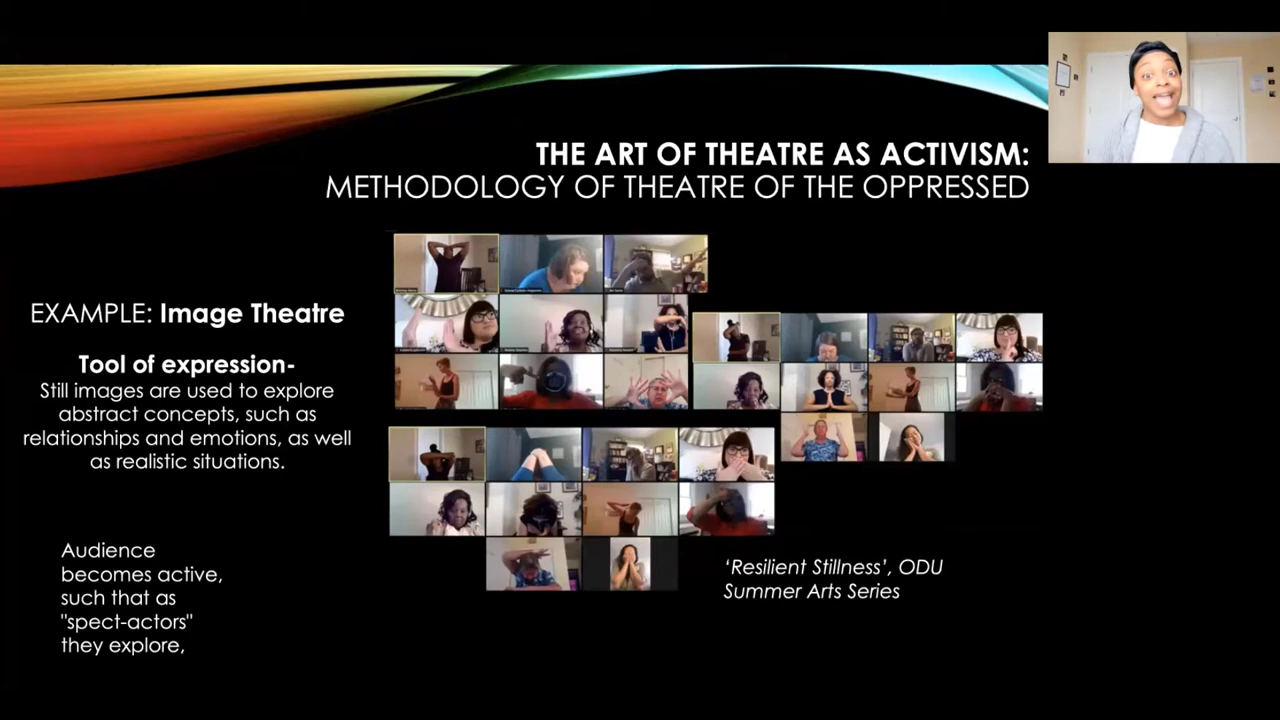 THE ART OF THEATRE AS ACTIVISM:
METHODOLOGY OF THEATRE OF THE OPPRESSED
EXAMPLE: Image Theatre
Tool of expression-
Still images are used to explore
abstract concepts, such as
relationships and emotions, as well
as realistic situations.
Audience
becomes active,
such that as
"spect-actors"
they explore,
‘Resilient Stillness’, ODU
Summer Arts Series